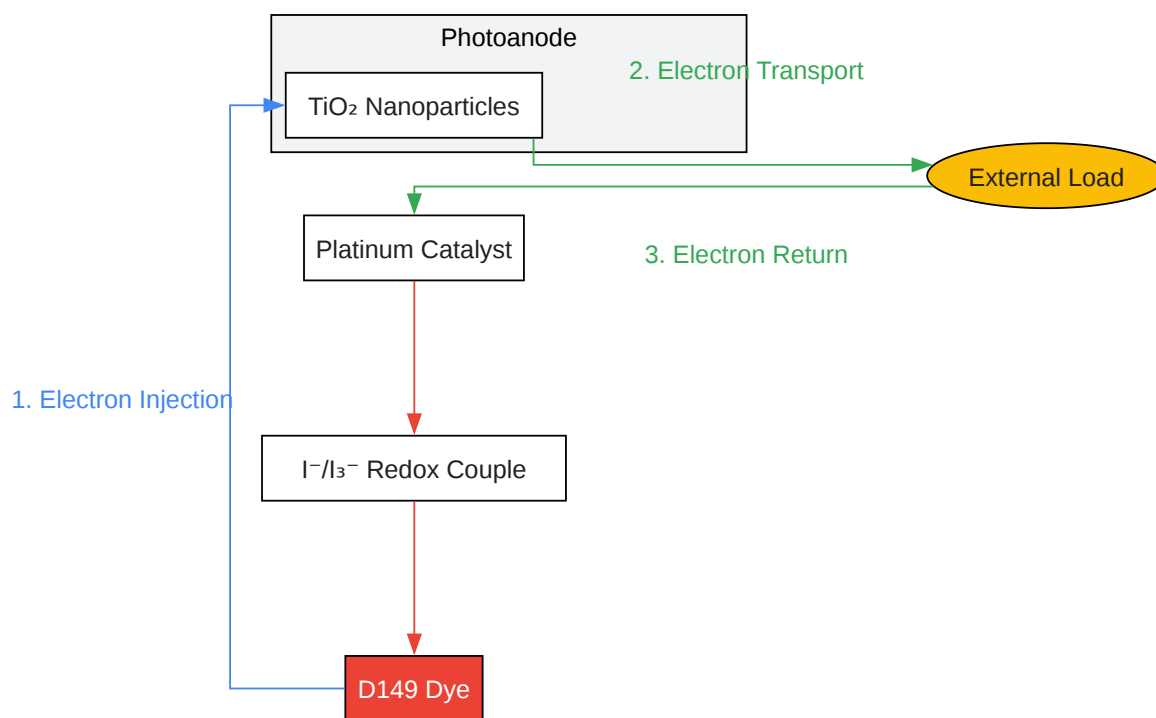 Photoanode
2. Electron Transport
TiO₂ Nanoparticles
External Load
Platinum Catalyst
3. Electron Return
1. Electron Injection
I⁻/I₃⁻ Redox Couple
D149 Dye